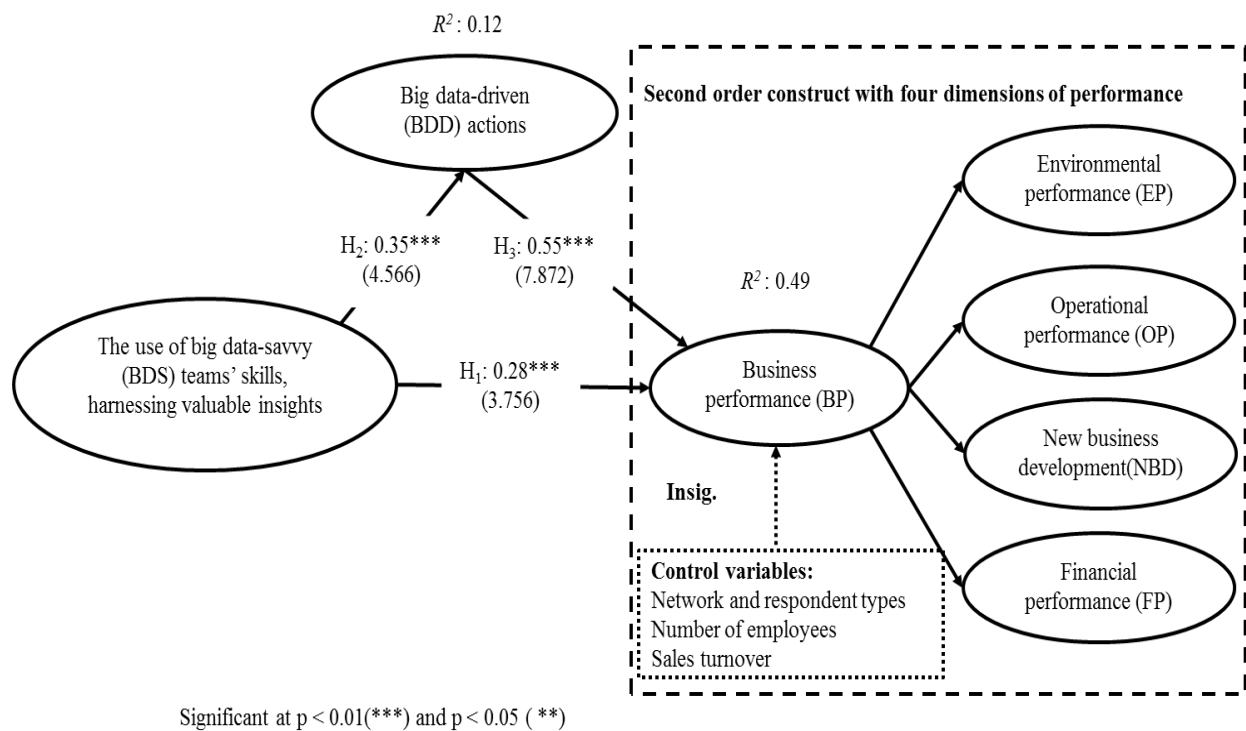 R² : 0.12
Big data-driven
(BDD) actions
Second order construct with four dimensions of performance
Environmental
performance (EP)
H₂: 0.35***
(4.566)
H₃: 0.55***
(7.872)
R² : 0.49
Operational
performance (OP)
The use of big data-savvy
(BDS) teams’ skills,
harnessing valuable insights
H₁: 0.28***
(3.756)
Business
performance (BP)
New business
development(NBD)
Insig.
Control variables:
Network and respondent types
Number of employees
Sales turnover
Financial
performance (FP)
Significant at p < 0.01(***) and p < 0.05 ( **)